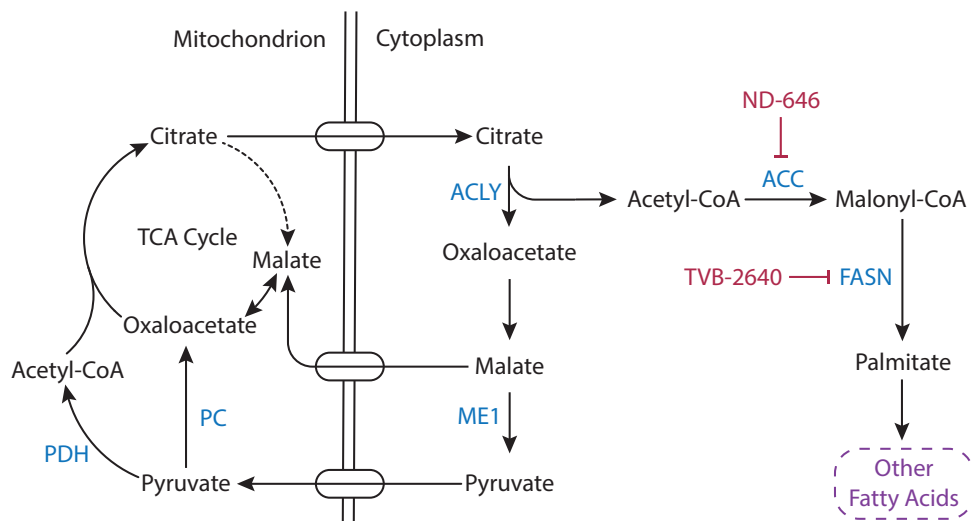 Mitochondrion
Cytoplasm
ND-646
Citrate
Citrate
ACC
ACLY
Acetyl-CoA
Malonyl-CoA
TCA Cycle
Malate
Oxaloacetate
TVB-2640
FASN
Oxaloacetate
Acetyl-CoA
Malate
Palmitate
PC
ME1
PDH
Pyruvate
Pyruvate
Other
Fatty Acids